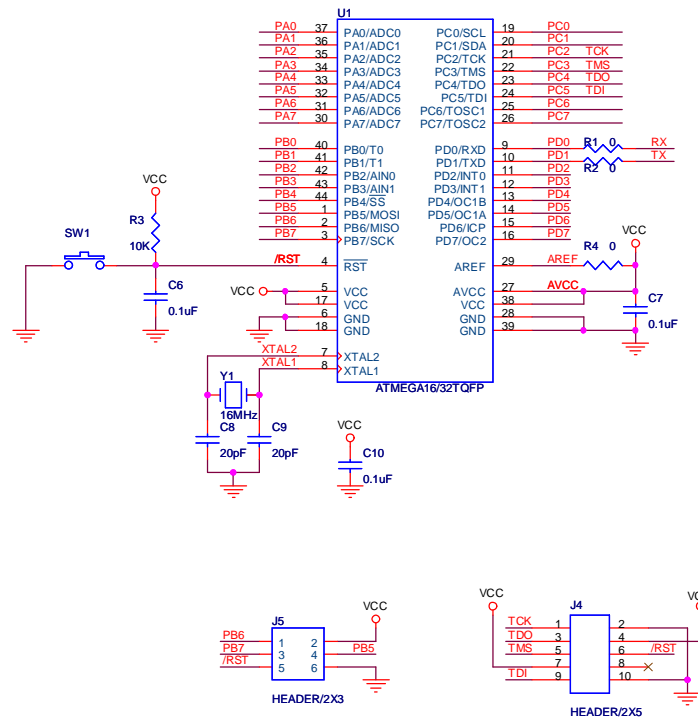 U1
PA0 37 PA0/ADC0 PC0/SCL 19 PC0
PA1 36 PA1/ADC1 PC1/SDA 20 PC1
PA2 35 PA2/ADC2 PC2/TCK 21 PC2 TCK
PA3 34 PA3/ADC3 PC3/TMS 22 PC3 TMS
PA4 33 PA4/ADC4 PC4/TDO 23 PC4 TDO
PA5 32 PA5/ADC5 PC5/TDI 24 PC5 TDI
PA6 31 PA6/ADC6 PC6/TOSC1 25 PC6
PA7 30 PA7/ADC7 PC7/TOSC2 26 PC7
PB0 40 PB0/T0 PD0/RXD 9 PD0 R1 0 RX
PB1 41 PB1/T1 PD1/TXD 10 PD1 R2 0 TX
PB2 42 PB2/AIN0 PD2/INT0 11 PD2
PB3 43 PB3/AIN1 PD3/INT1 12 PD3
PB4 44 PB4/SS PD4/OC1B 13 PD4
PB5 1 PB5/MOSI PD5/OC1A 14 PD5
PB6 2 PB6/MISO PD6/ICP 15 PD6
PB7 3 PB7/SCK PD7/OC2 16 PD7
VCC
R3
10K
SW1
VCC
/RST 4 RST AREF 29 AREF R4 0
C6
0.1uF
VCC 5 VCC AVCC 27 AVCC
17 VCC VCC 38
6 GND GND 28
18 GND GND 39
C7
0.1uF
XTAL2 7 XTAL2
XTAL1 8 XTAL1
ATMEGA16/32TQFP
Y1
16MHz
C8 C9
20pF 20pF
VCC
C10
0.1uF
VCC
J5
PB6 1 2
PB7 3 4 PB5
/RST 5 6
HEADER/2X3
VCC
J4
TCK 1 2
TDO 3 4
TMS 5 6 /RST
7 8
TDI 9 10
HEADER/2X5